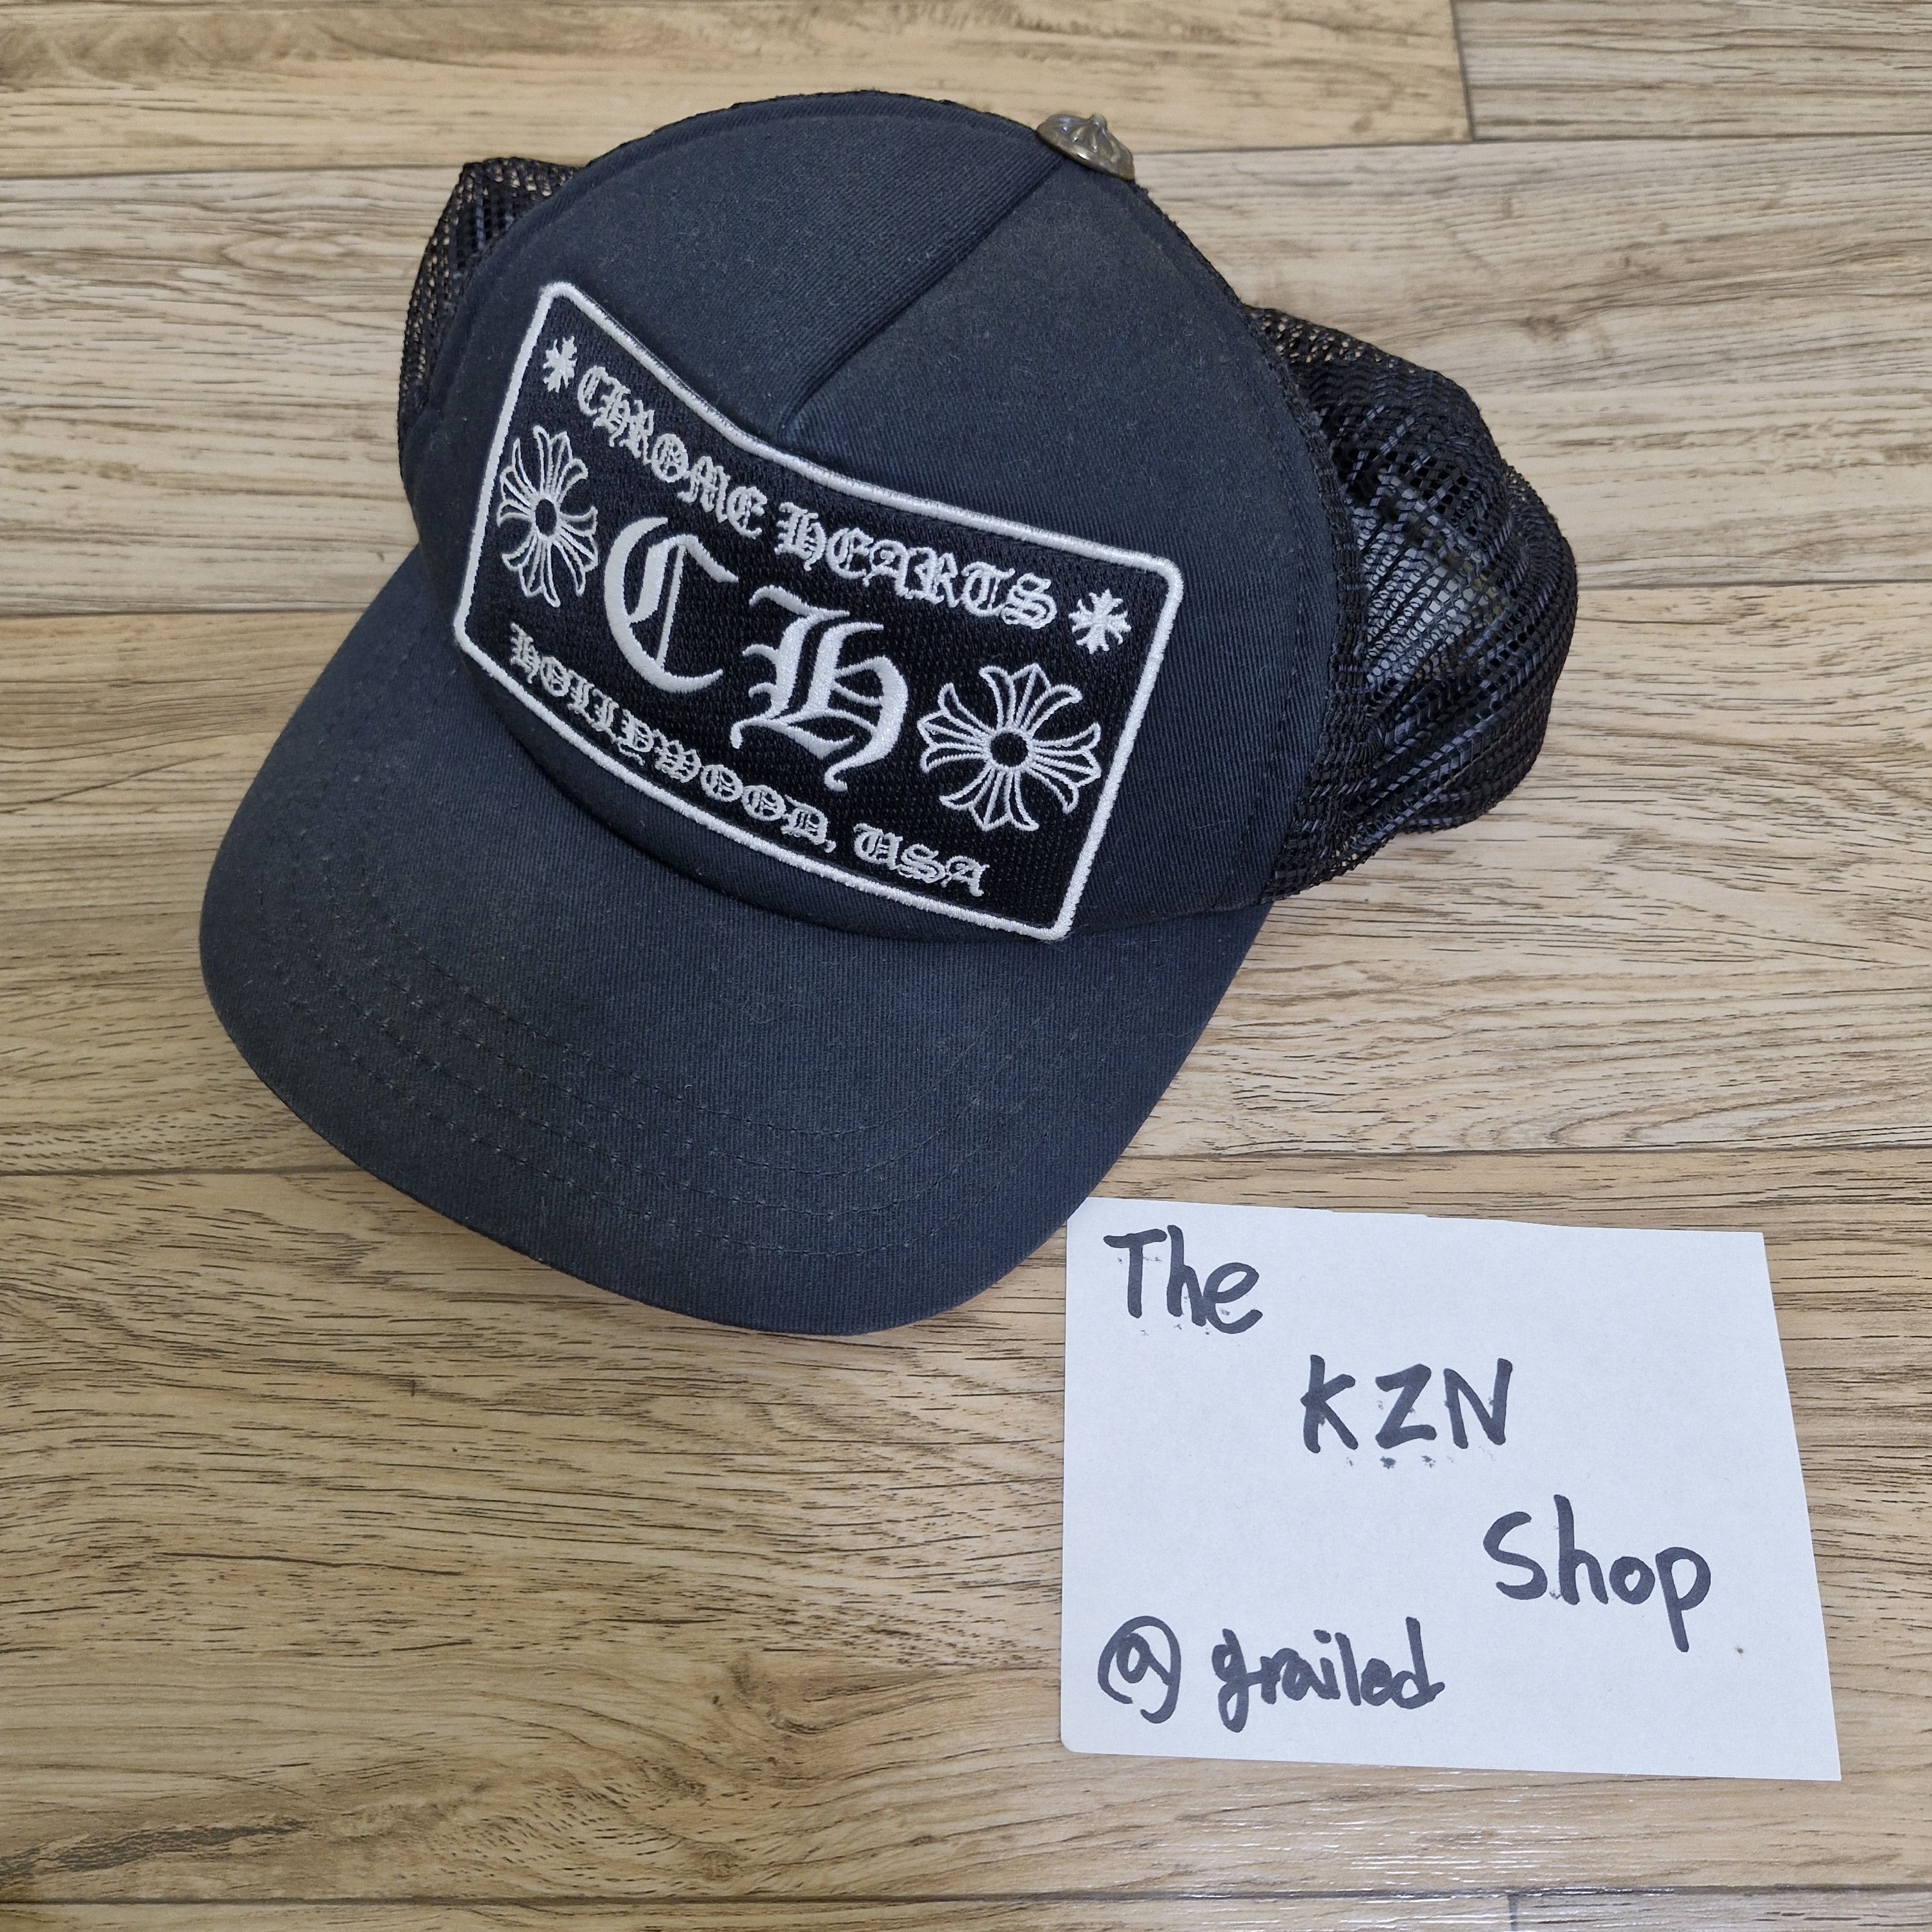 CHROME HEARTS
CH
HOLLYWOOD, USA
The
KZN
Shop
@grailed